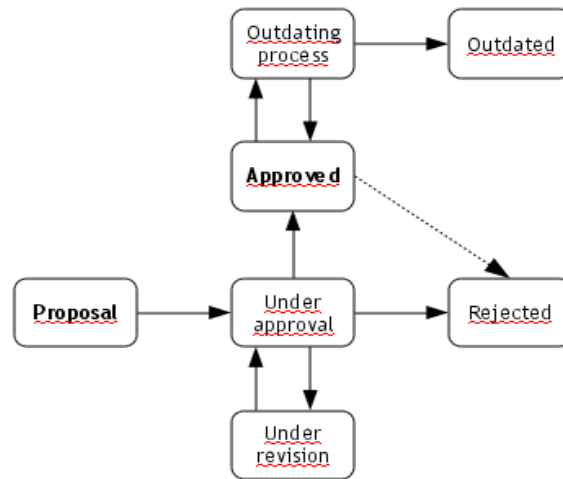 Outdating
process
Outdated
Approved
Proposal
Under
approval
Rejected
Under
revision